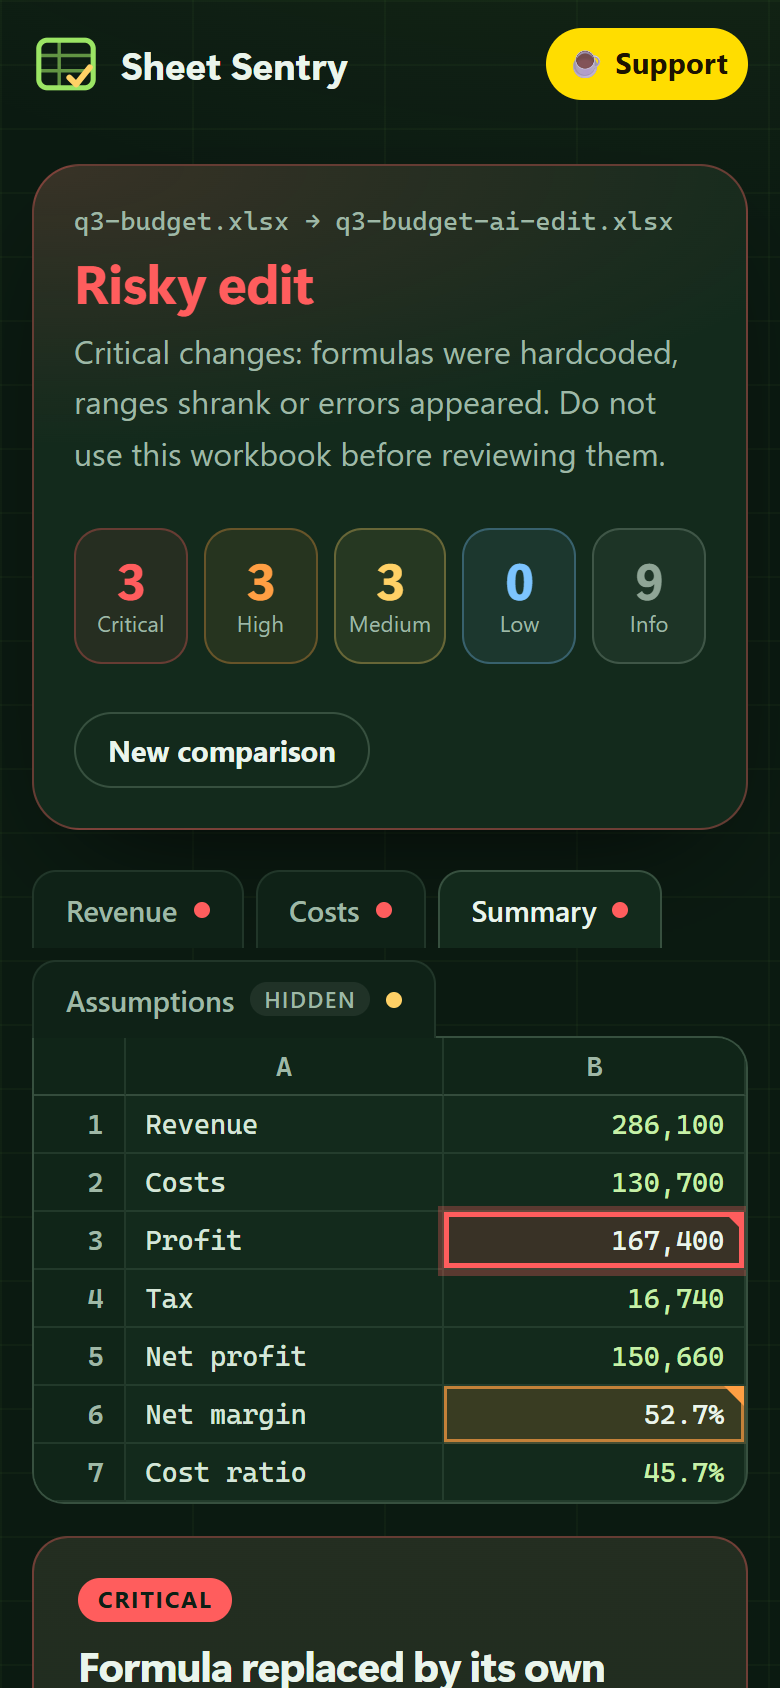 Sheet Sentry
Support
q3-budget.xlsx → q3-budget-ai-edit.xlsx
Risky edit
Critical changes: formulas were hardcoded,
ranges shrank or errors appeared. Do not
use this workbook before reviewing them.
3 3 3 0 9
Critical High Medium Low Info
New comparison
Revenue Costs Summary
Assumptions HIDDEN
A B
1 Revenue 286,100
2 Costs 130,700
3 Profit 167,400
4 Tax 16,740
5 Net profit 150,660
6 Net margin 52.7%
7 Cost ratio 45.7%
CRITICAL
Formula replaced by its own